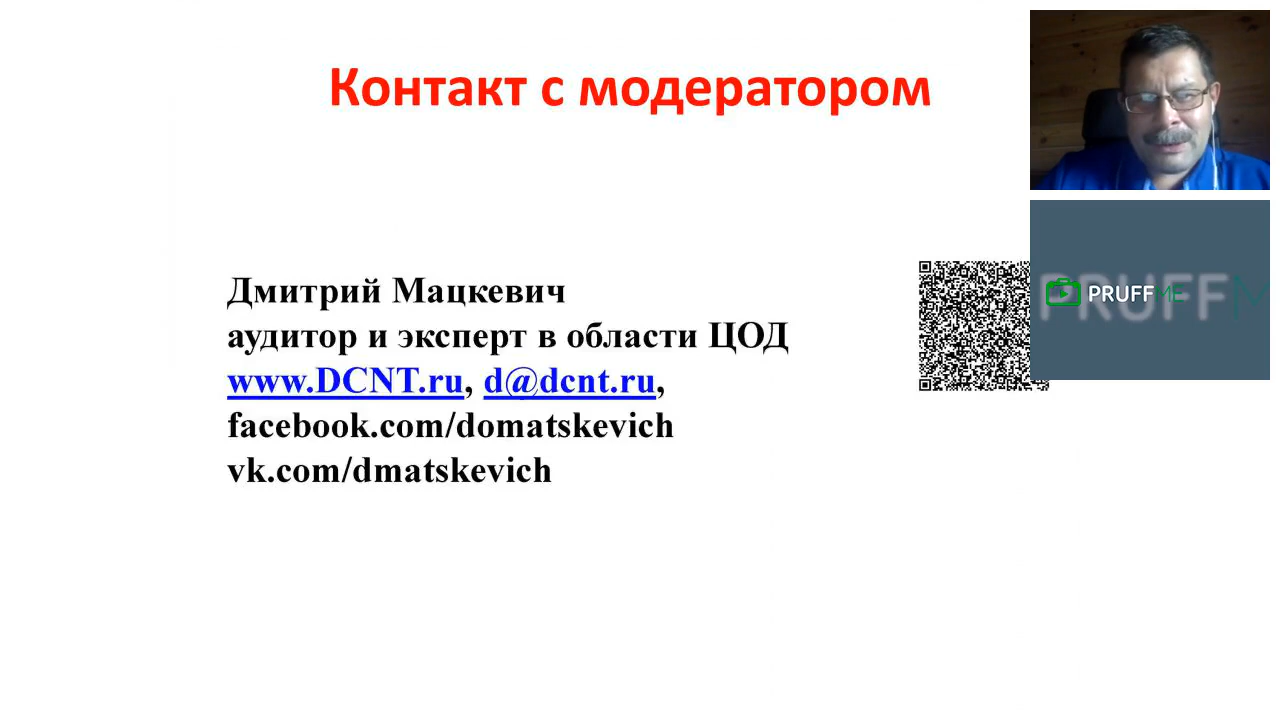 Контакт с модератором
Дмитрий Мацкевич
аудитор и эксперт в области ЦОД
www.DCNT.ru, d@dcnt.ru,
facebook.com/domatskevich
vk.com/dmatskevich
PRUFFME